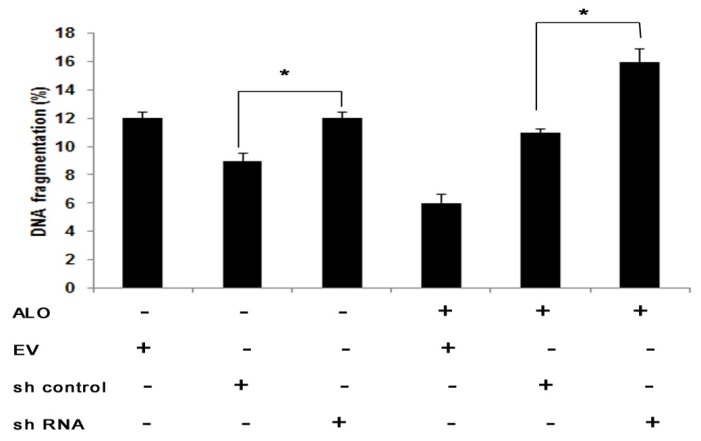 *
*
DNA fragmentation (%)
18
16
14
12
10
8
6
4
2
0
ALO - - - + + +
EV + - - + - -
sh control - + - - + -
sh RNA - - + - - +